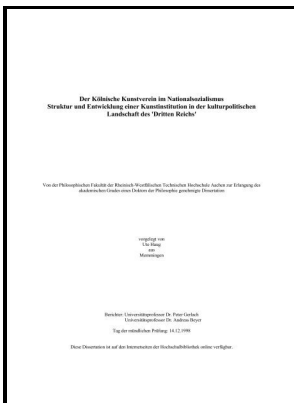 Der Kölnische Kunstverein im Nationalsozialismus
Struktur und Entwicklung einer Kunstinstitution in der kulturpolitischen
Landschaft des 'Dritten Reichs'
Von der Philosophischen Fakultät der Rheinisch-Westfälischen Technischen Hochschule Aachen zur Erlangung des
akademischen Grades eines Doktors der Philosophie genehmigte Dissertation
vorgelegt von
Ute Haug
aus
Memmingen
Berichter: Universitätsprofessor Dr. Peter Gerlach
Universitätsprofessor Dr. Andreas Beyer
Tag der mündlichen Prüfung: 14.12.1998
Diese Dissertation ist auf den Internetseiten der Hochschulbibliothek online verfügbar.